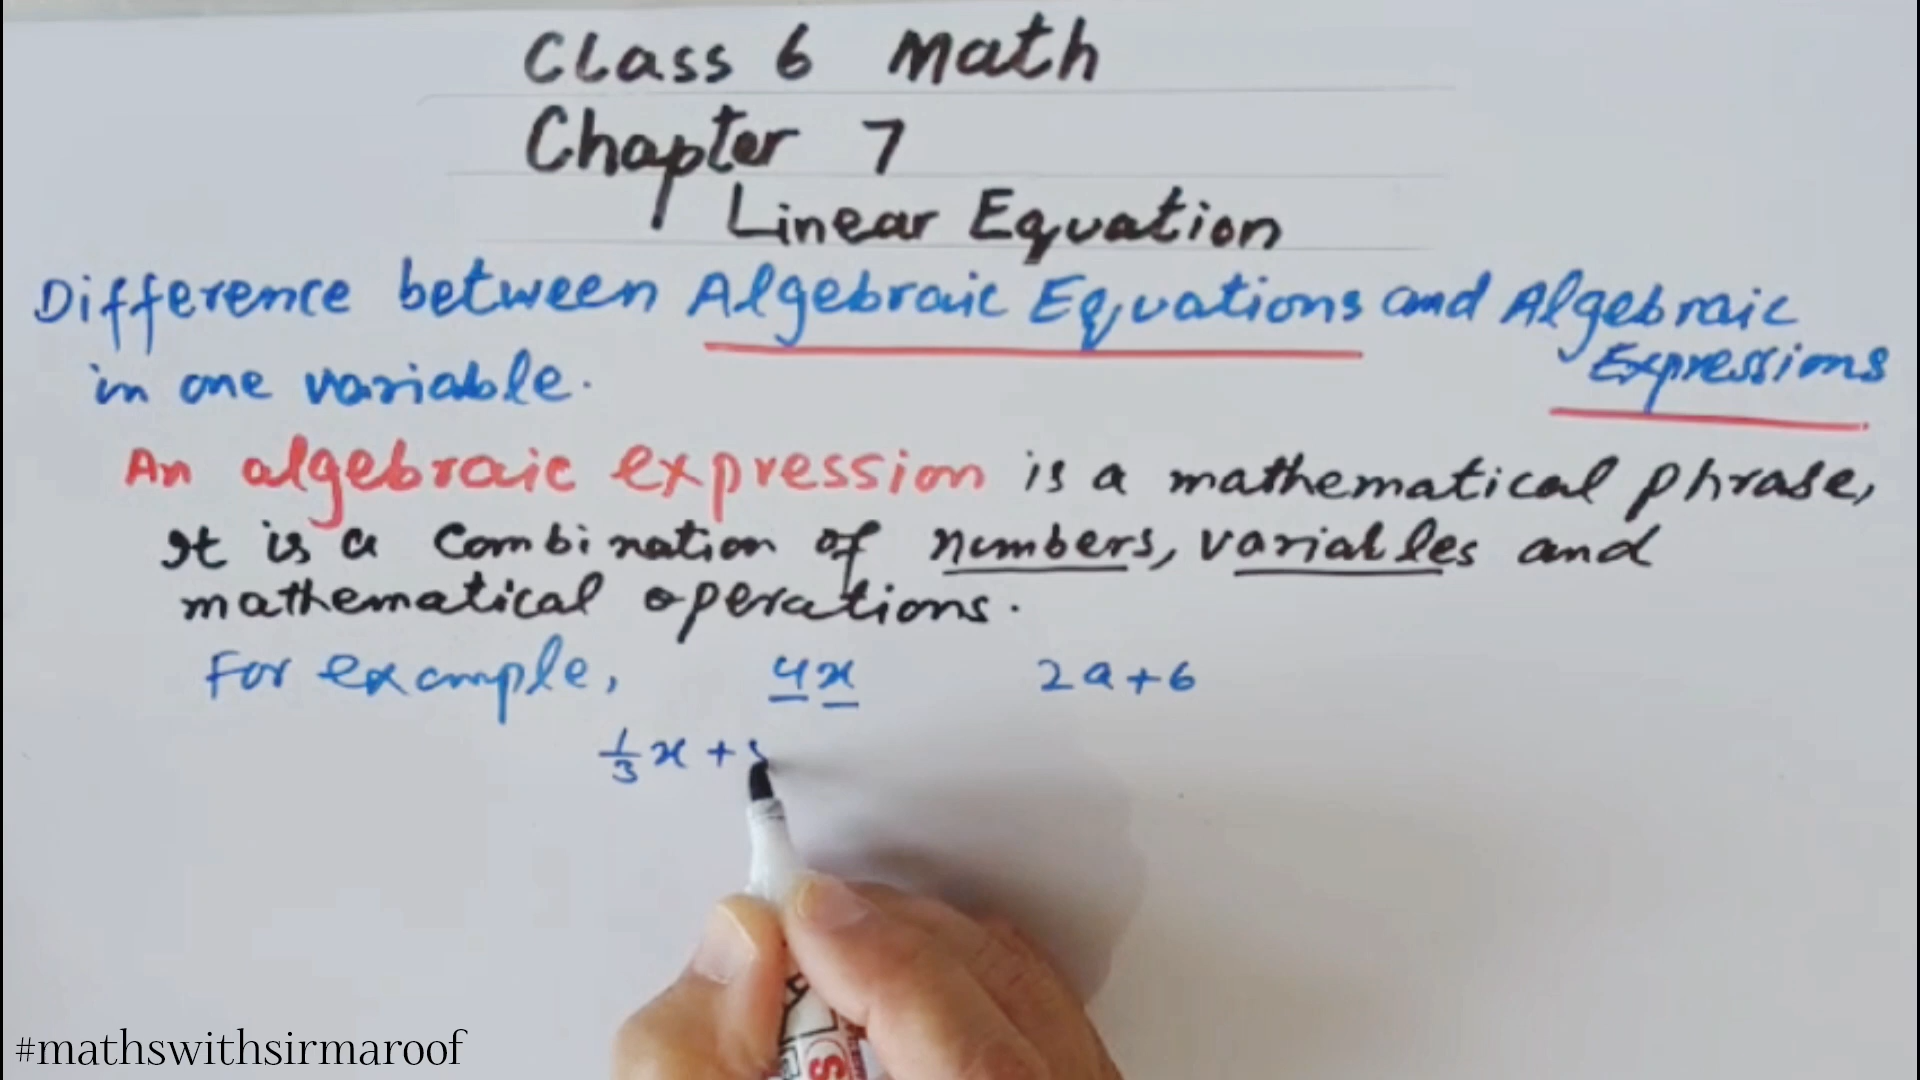 Class 6 Math
Chapter 7
Linear Equation
Difference between Algebraic Equations and Algebraic
Expressions
in one variable.
An algebraic expression is a mathematical phrase,
It is a combination of numbers, variables and
mathematical operations.
For example, 4x 2a+6
1/3 x +
S
#mathswithsirmaroof